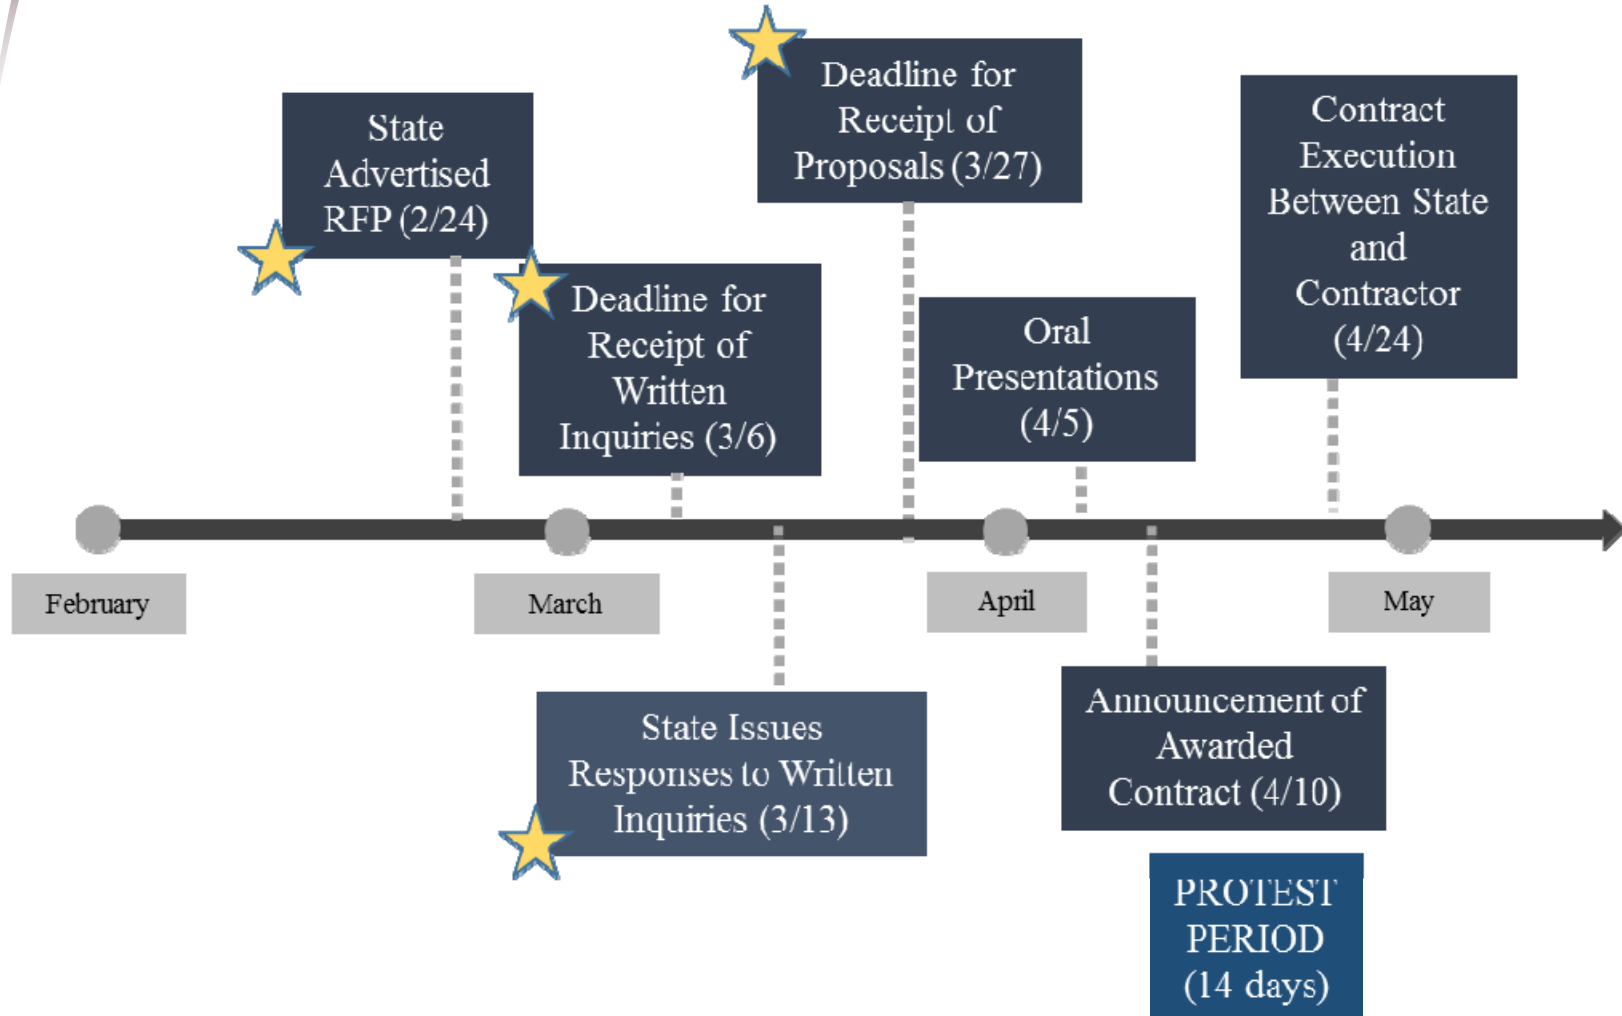 State
Advertised
RFP (2/24)
Deadline for
Receipt of
Written
Inquiries (3/6)
Deadline for
Receipt of
Proposals (3/27)
Oral
Presentations
(4/5)
Contract
Execution
Between State
and
Contractor
(4/24)
February
March
April
May
State Issues
Responses to Written
Inquiries (3/13)
Announcement of
Awarded
Contract (4/10)
PROTEST
PERIOD
(14 days)